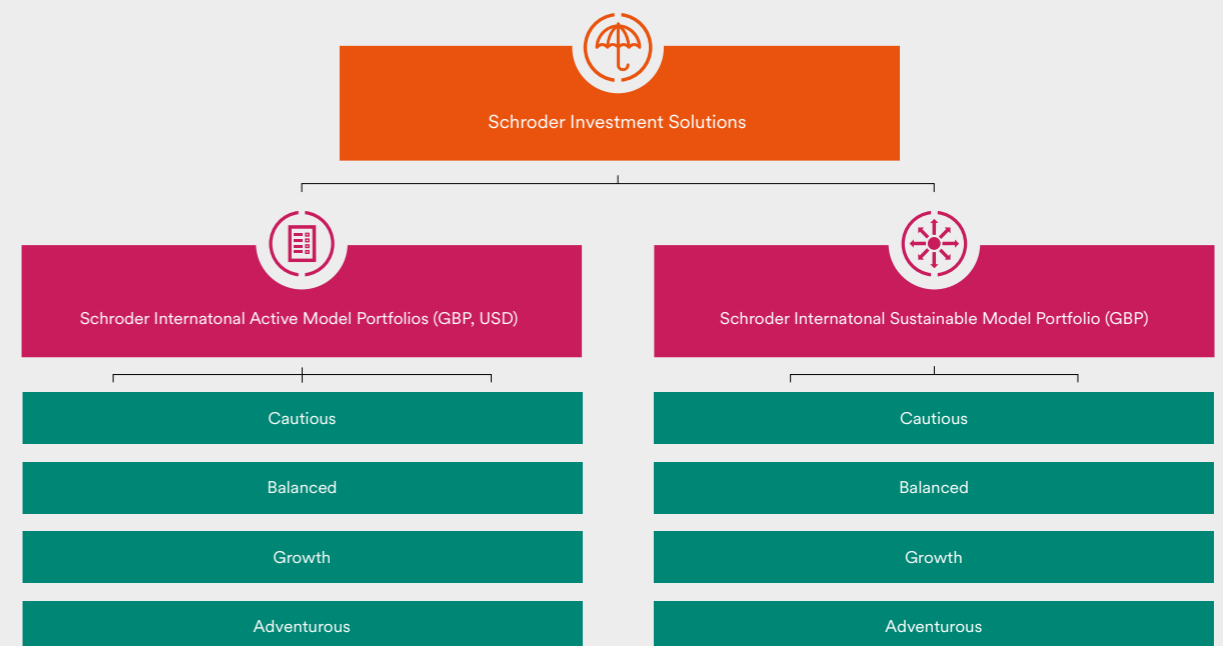 Schroder Investment Solutions
Schroder Internatonal Active Model Portfolios (GBP, USD)
Schroder Internatonal Sustainable Model Portfolio (GBP)
Cautious
Cautious
Balanced
Balanced
Growth
Growth
Adventurous
Adventurous